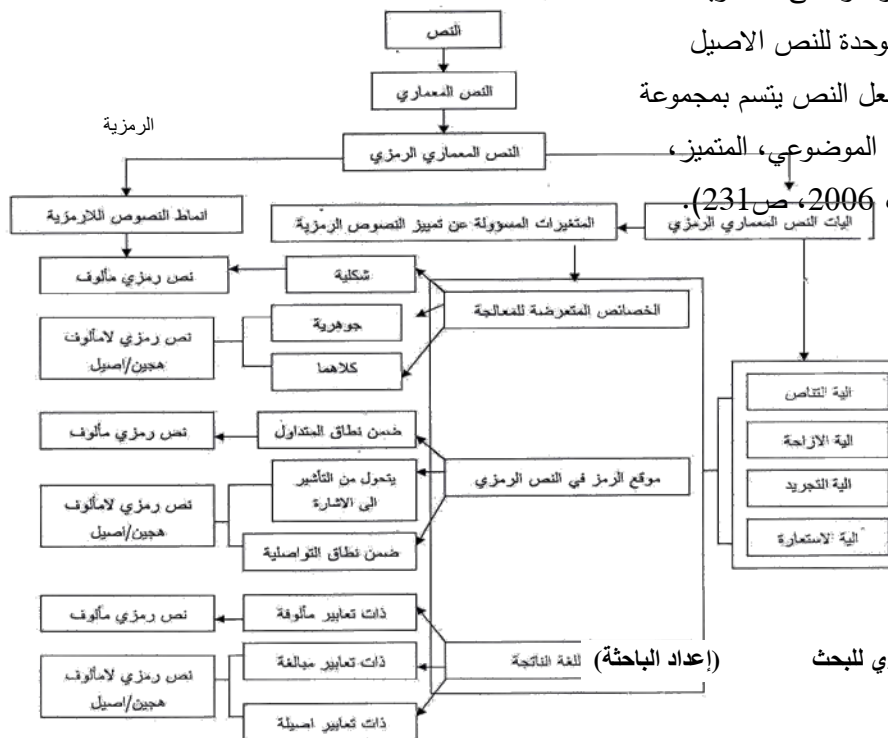 وحدة للنص الاصيل
النص يتسم بمجموعة
الموضوعي، المتميز،
2006، ص231).
الرمزية
النص
النص المعماري
النص المعماري الرمزي
اليات النص المعماري الرمزي
المتغيرات المسؤولة عن تمييز النصوص الرمزية
انماط النصوص اللارمزية
الخصائص المتعرضة للمعالجة
شكلية
نص رمزي مألوف
جوهرية
كلاهما
نص رمزي لامألوف
هجين/اصيل
الية التناص
الية الازاحة
الية التجريد
الية الاستعارة
موقع الرمز في النص الرمزي
ضمن نطاق المتداول
نص رمزي مألوف
يتحول من التأشير
الى الاشارة
ضمن نطاق التواصلية
نص رمزي لامألوف
هجين/اصيل
للغة الناتجة
ذات تعابير مألوفة
نص رمزي مألوف
ذات تعابير مبالغة
ذات تعابير اصيلة
نص رمزي لامألوف
هجين/اصيل
ي للبحث (إعداد الباحثة)